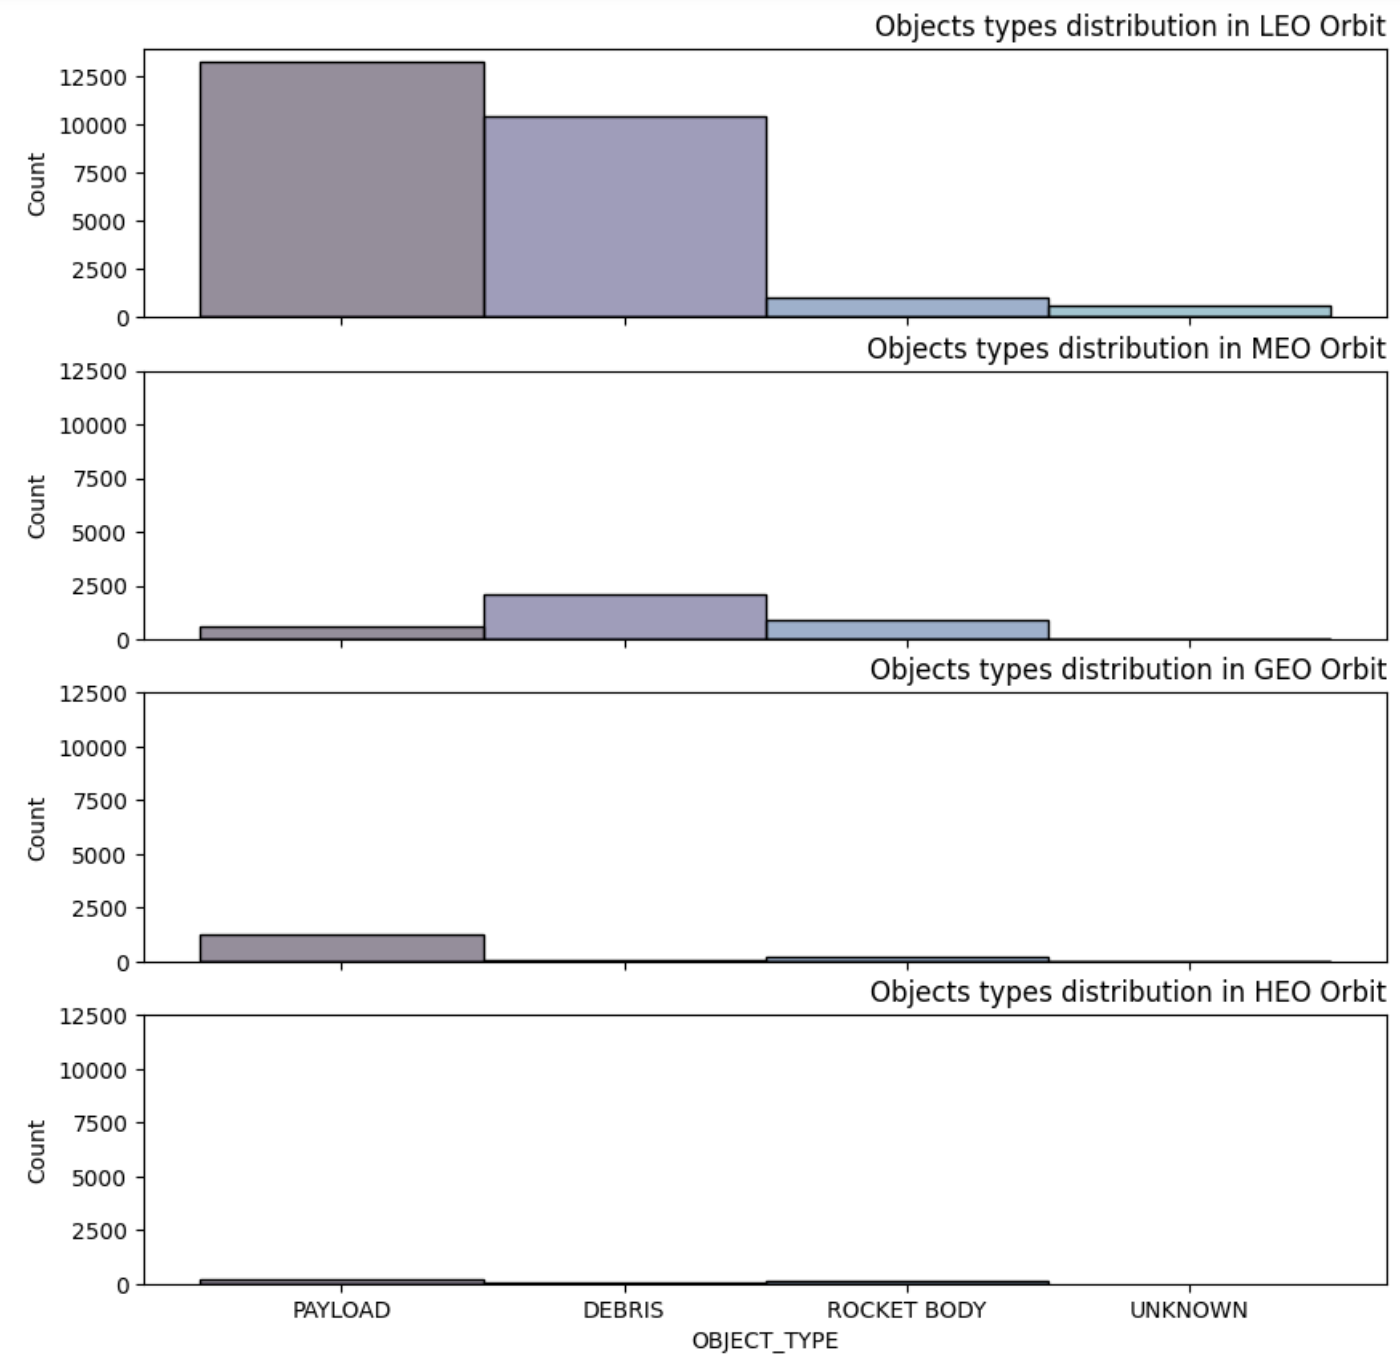 Objects types distribution in LEO Orbit
12500
10000
7500
5000
2500
0
Count
Objects types distribution in MEO Orbit
12500
10000
7500
5000
2500
0
Count
Objects types distribution in GEO Orbit
12500
10000
7500
5000
2500
0
Count
Objects types distribution in HEO Orbit
12500
10000
7500
5000
2500
0
Count
PAYLOAD DEBRIS ROCKET BODY UNKNOWN
OBJECT_TYPE